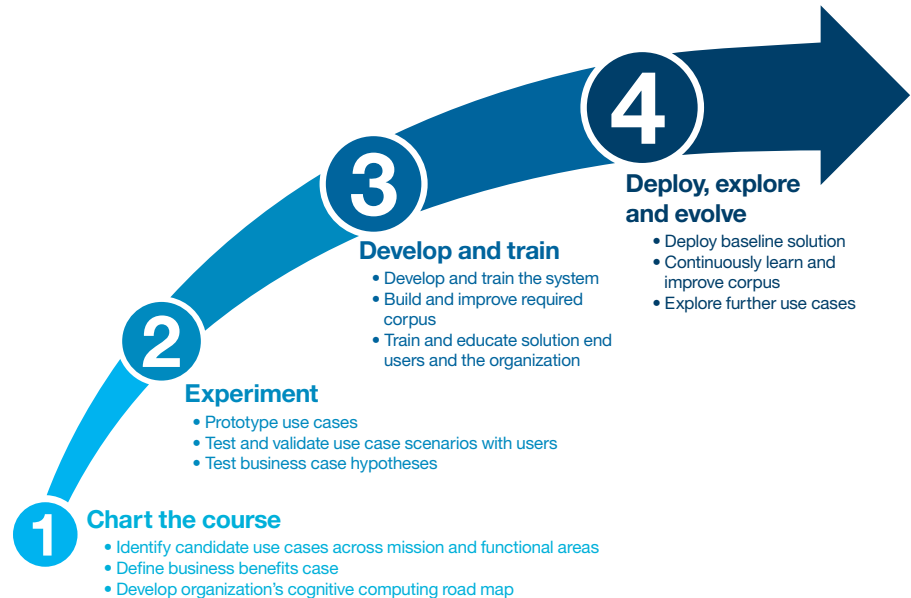 1
Chart the course
• Identify candidate use cases across mission and functional areas
• Define business benefits case
• Develop organization’s cognitive computing road map
2
Experiment
• Prototype use cases
• Test and validate use case scenarios with users
• Test business case hypotheses
3
Develop and train
• Develop and train the system
• Build and improve required
corpus
• Train and educate solution end
users and the organization
4
Deploy, explore
and evolve
• Deploy baseline solution
• Continuously learn and
improve corpus
• Explore further use cases